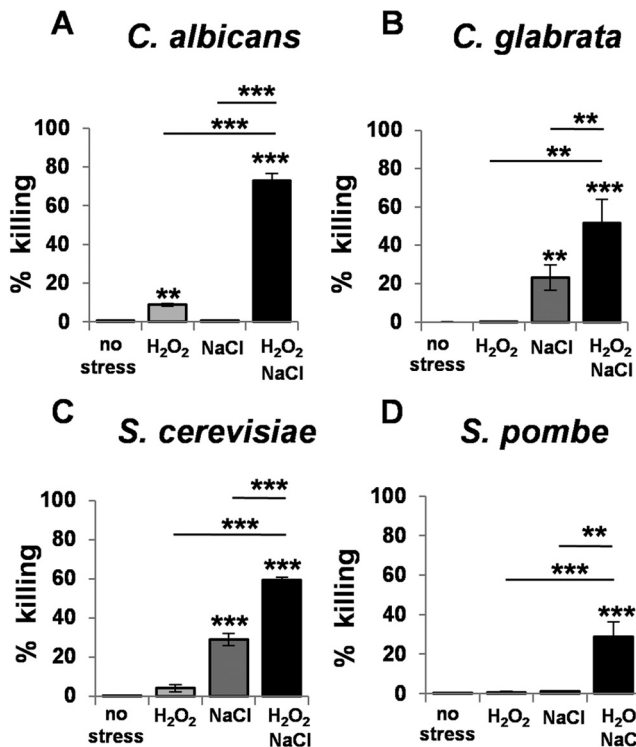 A
C. albicans
***
***
***
**
% killing
100
80
60
40
20
0
no stress
H₂O₂
NaCl
H₂O₂ NaCl
B
C. glabrata
**
**
***
**
% killing
100
80
60
40
20
0
no stress
H₂O₂
NaCl
H₂O₂ NaCl
C
S. cerevisiae
***
***
***
***
% killing
100
80
60
40
20
0
no stress
H₂O₂
NaCl
H₂O₂ NaCl
D
S. pombe
**
***
***
% killing
100
80
60
40
20
0
no stress
H₂O₂
NaCl
H₂O NaC